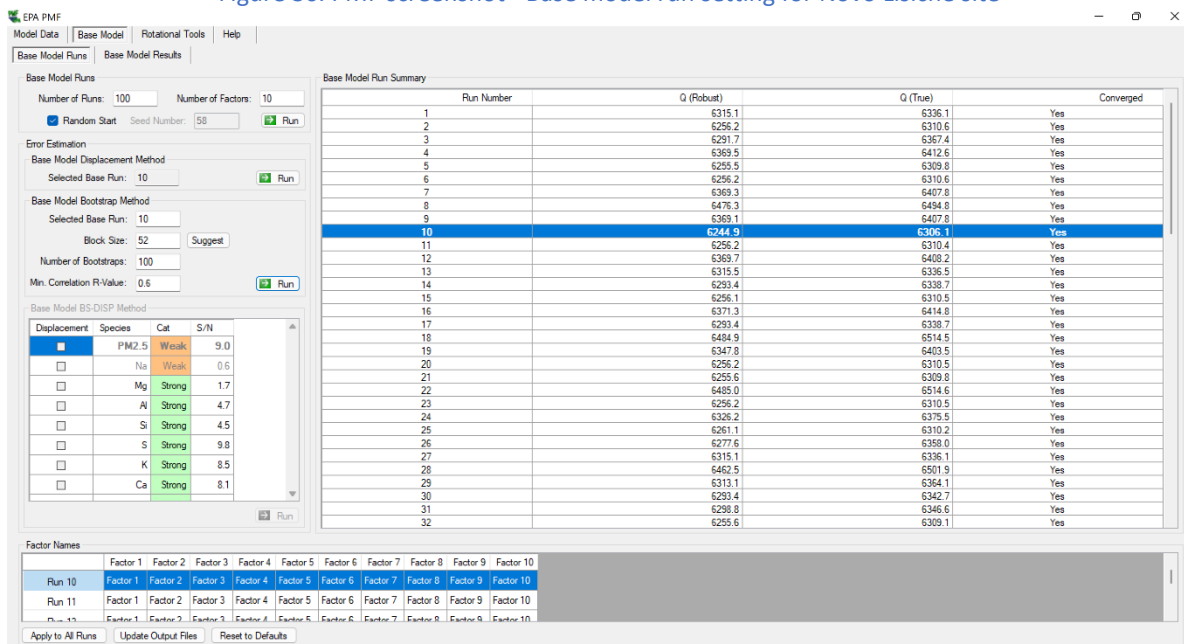 EPA PMF
Model Data Base Model Rotational Tools Help
Base Model Runs Base Model Results
Base Model Runs
Number of Runs: 100 Number of Factors: 10
Random Start Seed Number: 58 Run
Error Estimation
Base Model Displacement Method
Selected Base Run: 10 Run
Base Model Bootstrap Method
Selected Base Run: 10
Block Size: 52 Suggest
Number of Bootstraps: 100
Min. Correlation R-Value: 0.6 Run
Base Model BS-DISP Method
Displacement Species Cat S/N
PM2.5 Weak 9.0
Na Weak 0.6
Mg Strong 1.7
Al Strong 4.7
Si Strong 4.5
S Strong 9.8
K Strong 8.5
Ca Strong 8.1
Run
Base Model Run Summary
Run Number Q (Robust) Q (True) Converged
1 6315.1 6336.1 Yes
2 6256.2 6310.6 Yes
3 6291.7 6367.4 Yes
4 6369.5 6412.6 Yes
5 6255.5 6309.8 Yes
6 6256.2 6310.6 Yes
7 6369.3 6407.8 Yes
8 6476.3 6494.8 Yes
9 6369.1 6407.8 Yes
10 6244.9 6306.1 Yes
11 6256.2 6310.4 Yes
12 6369.7 6408.2 Yes
13 6315.5 6336.5 Yes
14 6293.4 6338.7 Yes
15 6256.1 6310.5 Yes
16 6371.3 6414.8 Yes
17 6293.4 6338.7 Yes
18 6484.9 6514.5 Yes
19 6347.8 6403.5 Yes
20 6256.2 6310.5 Yes
21 6255.6 6309.8 Yes
22 6485.0 6514.6 Yes
23 6256.2 6310.5 Yes
24 6326.2 6375.5 Yes
25 6261.1 6310.2 Yes
26 6277.6 6358.0 Yes
27 6315.1 6336.1 Yes
28 6462.5 6501.9 Yes
29 6313.1 6364.1 Yes
30 6293.4 6342.7 Yes
31 6298.8 6346.6 Yes
32 6255.6 6309.1 Yes
Factor Names
Factor 1 Factor 2 Factor 3 Factor 4 Factor 5 Factor 6 Factor 7 Factor 8 Factor 9 Factor 10
Run 10 Factor 1 Factor 2 Factor 3 Factor 4 Factor 5 Factor 6 Factor 7 Factor 8 Factor 9 Factor 10
Run 11 Factor 1 Factor 2 Factor 3 Factor 4 Factor 5 Factor 6 Factor 7 Factor 8 Factor 9 Factor 10
Apply to All Runs Update Output Files Reset to Defaults